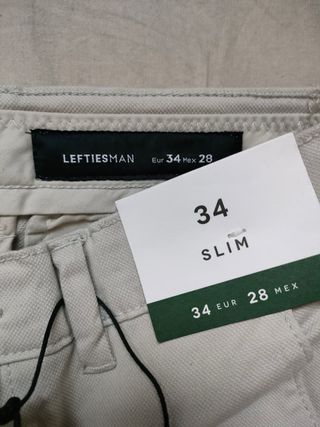 LEFTIESMAN Eur 34 Mex 28
34
SLIM
34 EUR 28 MEX